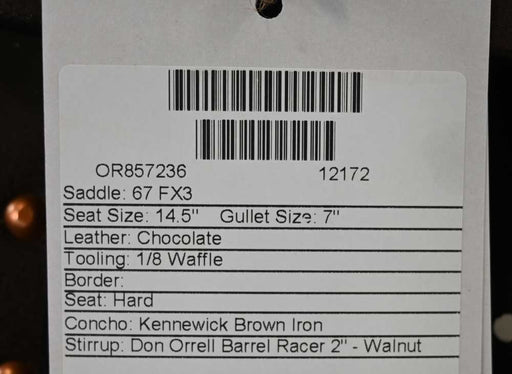 OR857236 12172
Saddle: 67 FX3
Seat Size: 14.5" Gullet Size: 7"
Leather: Chocolate
Tooling: 1/8 Waffle
Border:
Seat: Hard
Concho: Kennewick Brown Iron
Stirrup: Don Orrell Barrel Racer 2" - Walnut